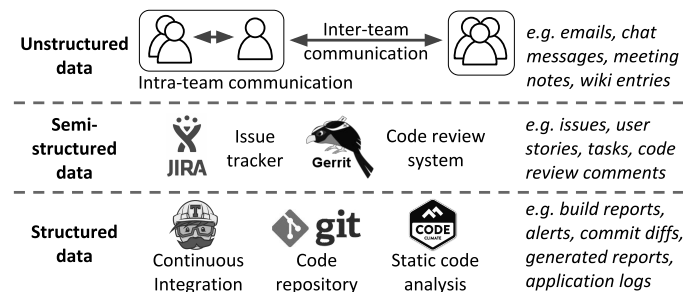 Unstructured
data
Inter-team
communication
Intra-team communication
e.g. emails, chat
messages, meeting
notes, wiki entries
Semi-
structured
data
JIRA
Issue
tracker
Gerrit
Code review
system
e.g. issues, user
stories, tasks, code
review comments
Structured
data
T
Continuous
Integration
git
Code
repository
CODE
CLIMATE
Static code
analysis
e.g. build reports,
alerts, commit diffs,
generated reports,
application logs